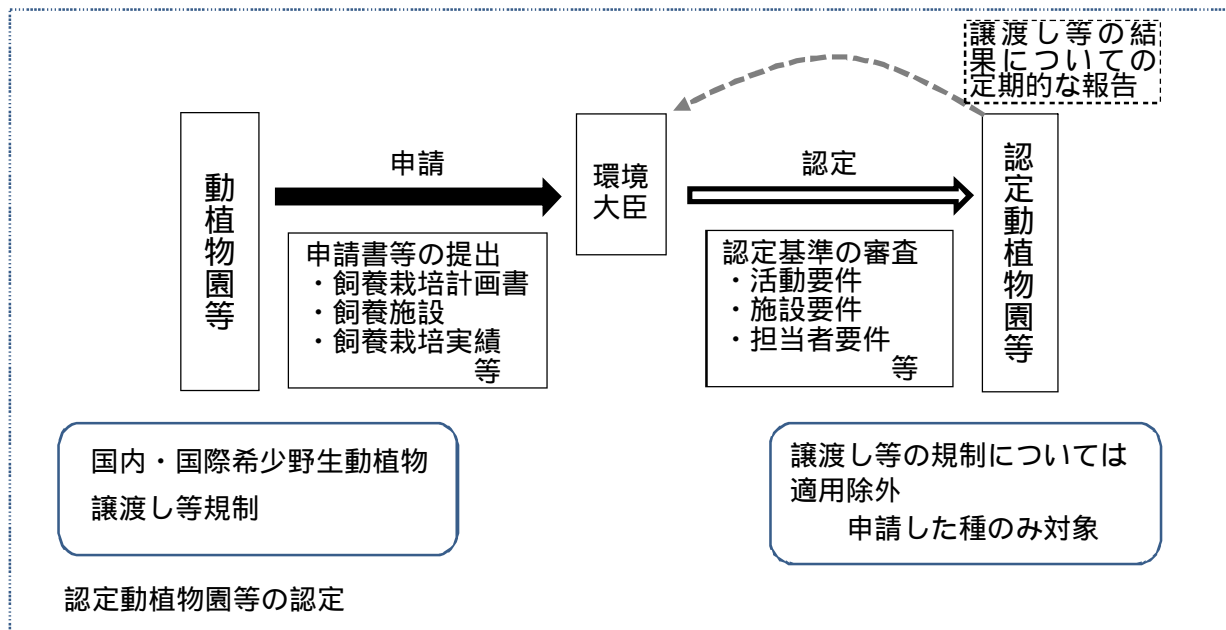 譲渡し等の結
果についての
定期的な報告
動植物園等
申請
環境
大臣
認定
認定動植物園等
申請書等の提出
・飼養栽培計画書
・飼養施設
・飼養栽培実績
等
認定基準の審査
・活動要件
・施設要件
・担当者要件
等
国内・国際希少野生動植物
譲渡し等規制
譲渡し等の規制については
適用除外
申請した種のみ対象
認定動植物園等の認定